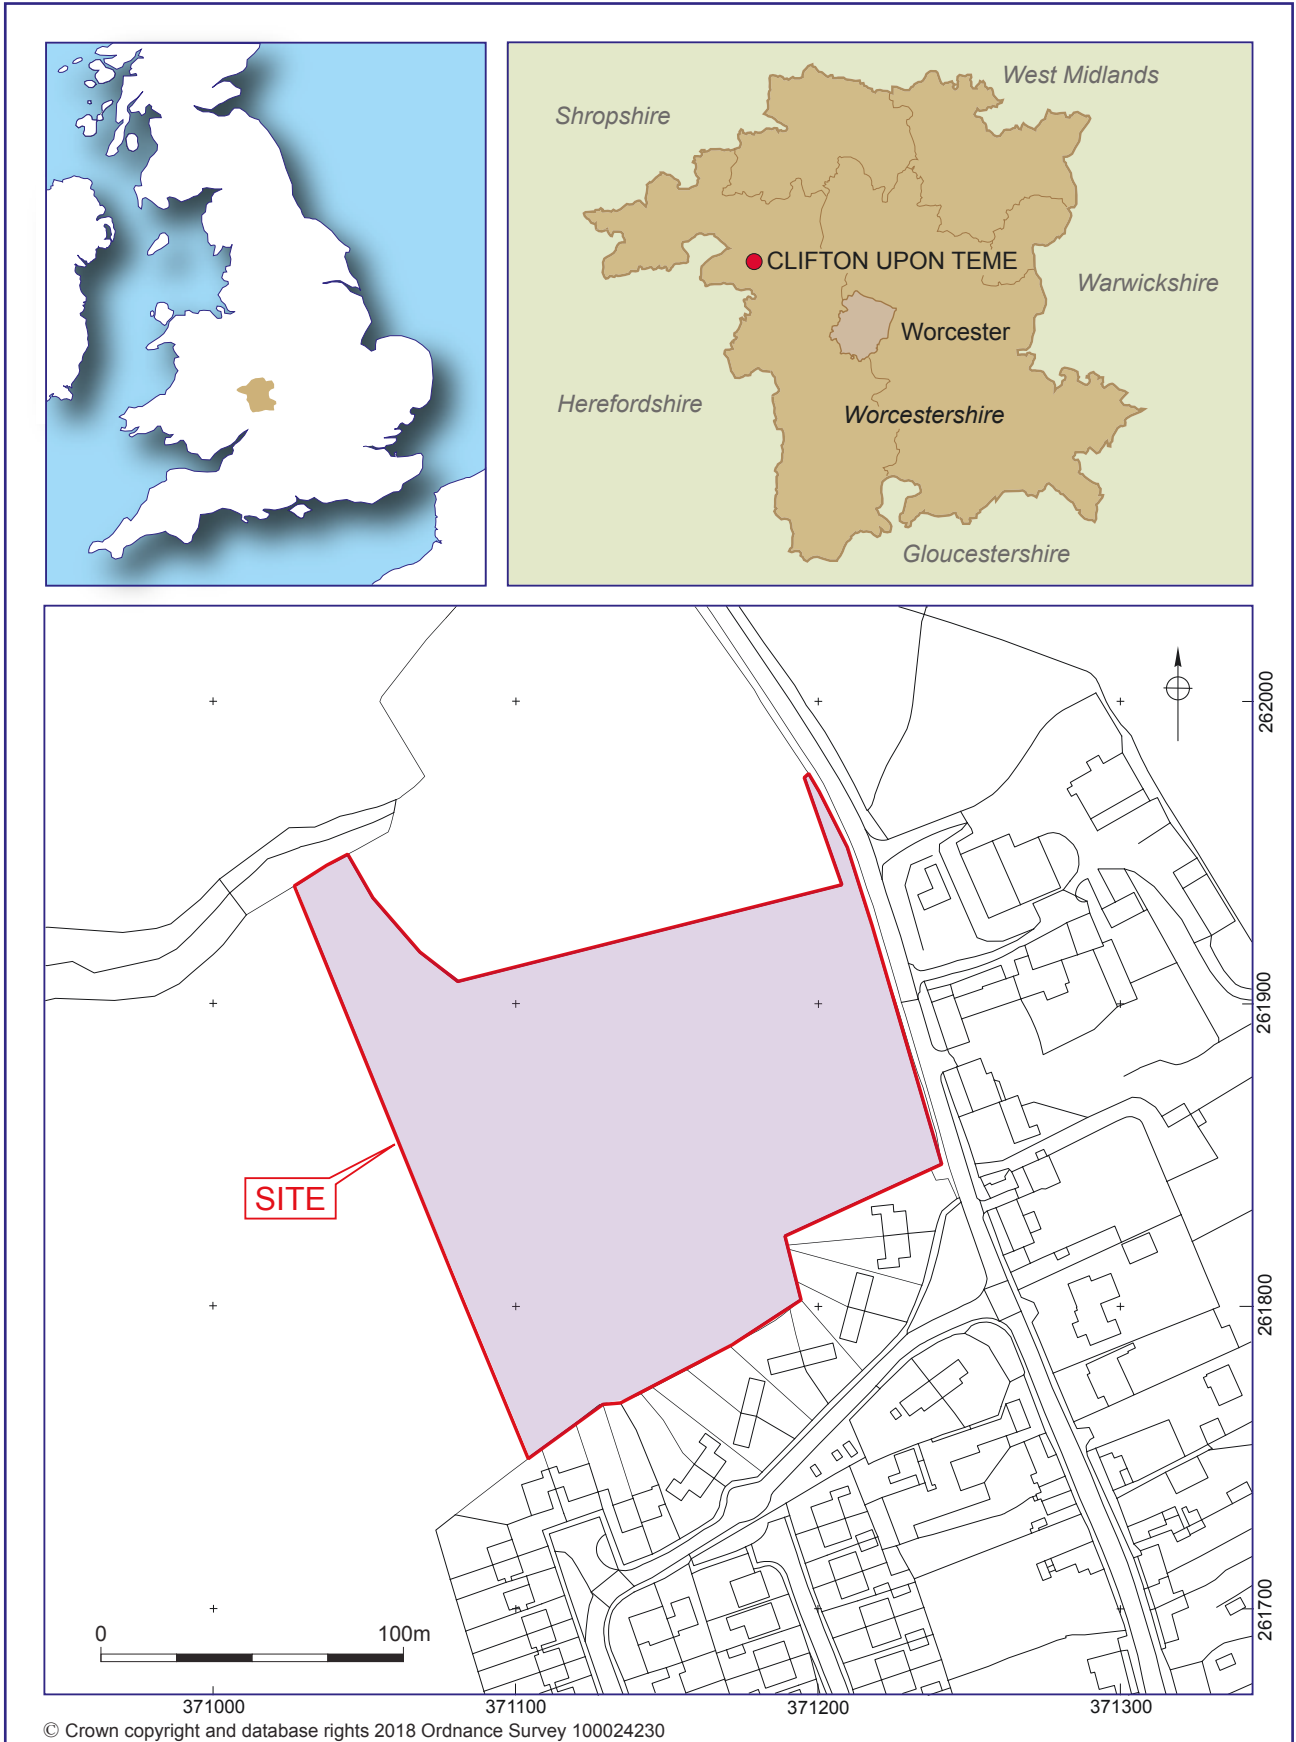 West Midlands
Shropshire
CLIFTON UPON TEME
Warwickshire
Worcester
Herefordshire
Worcestershire
Gloucestershire
262000
261900
SITE
261800
261700
0 100m
371000 371100 371200 371300
© Crown copyright and database rights 2018 Ordnance Survey 100024230